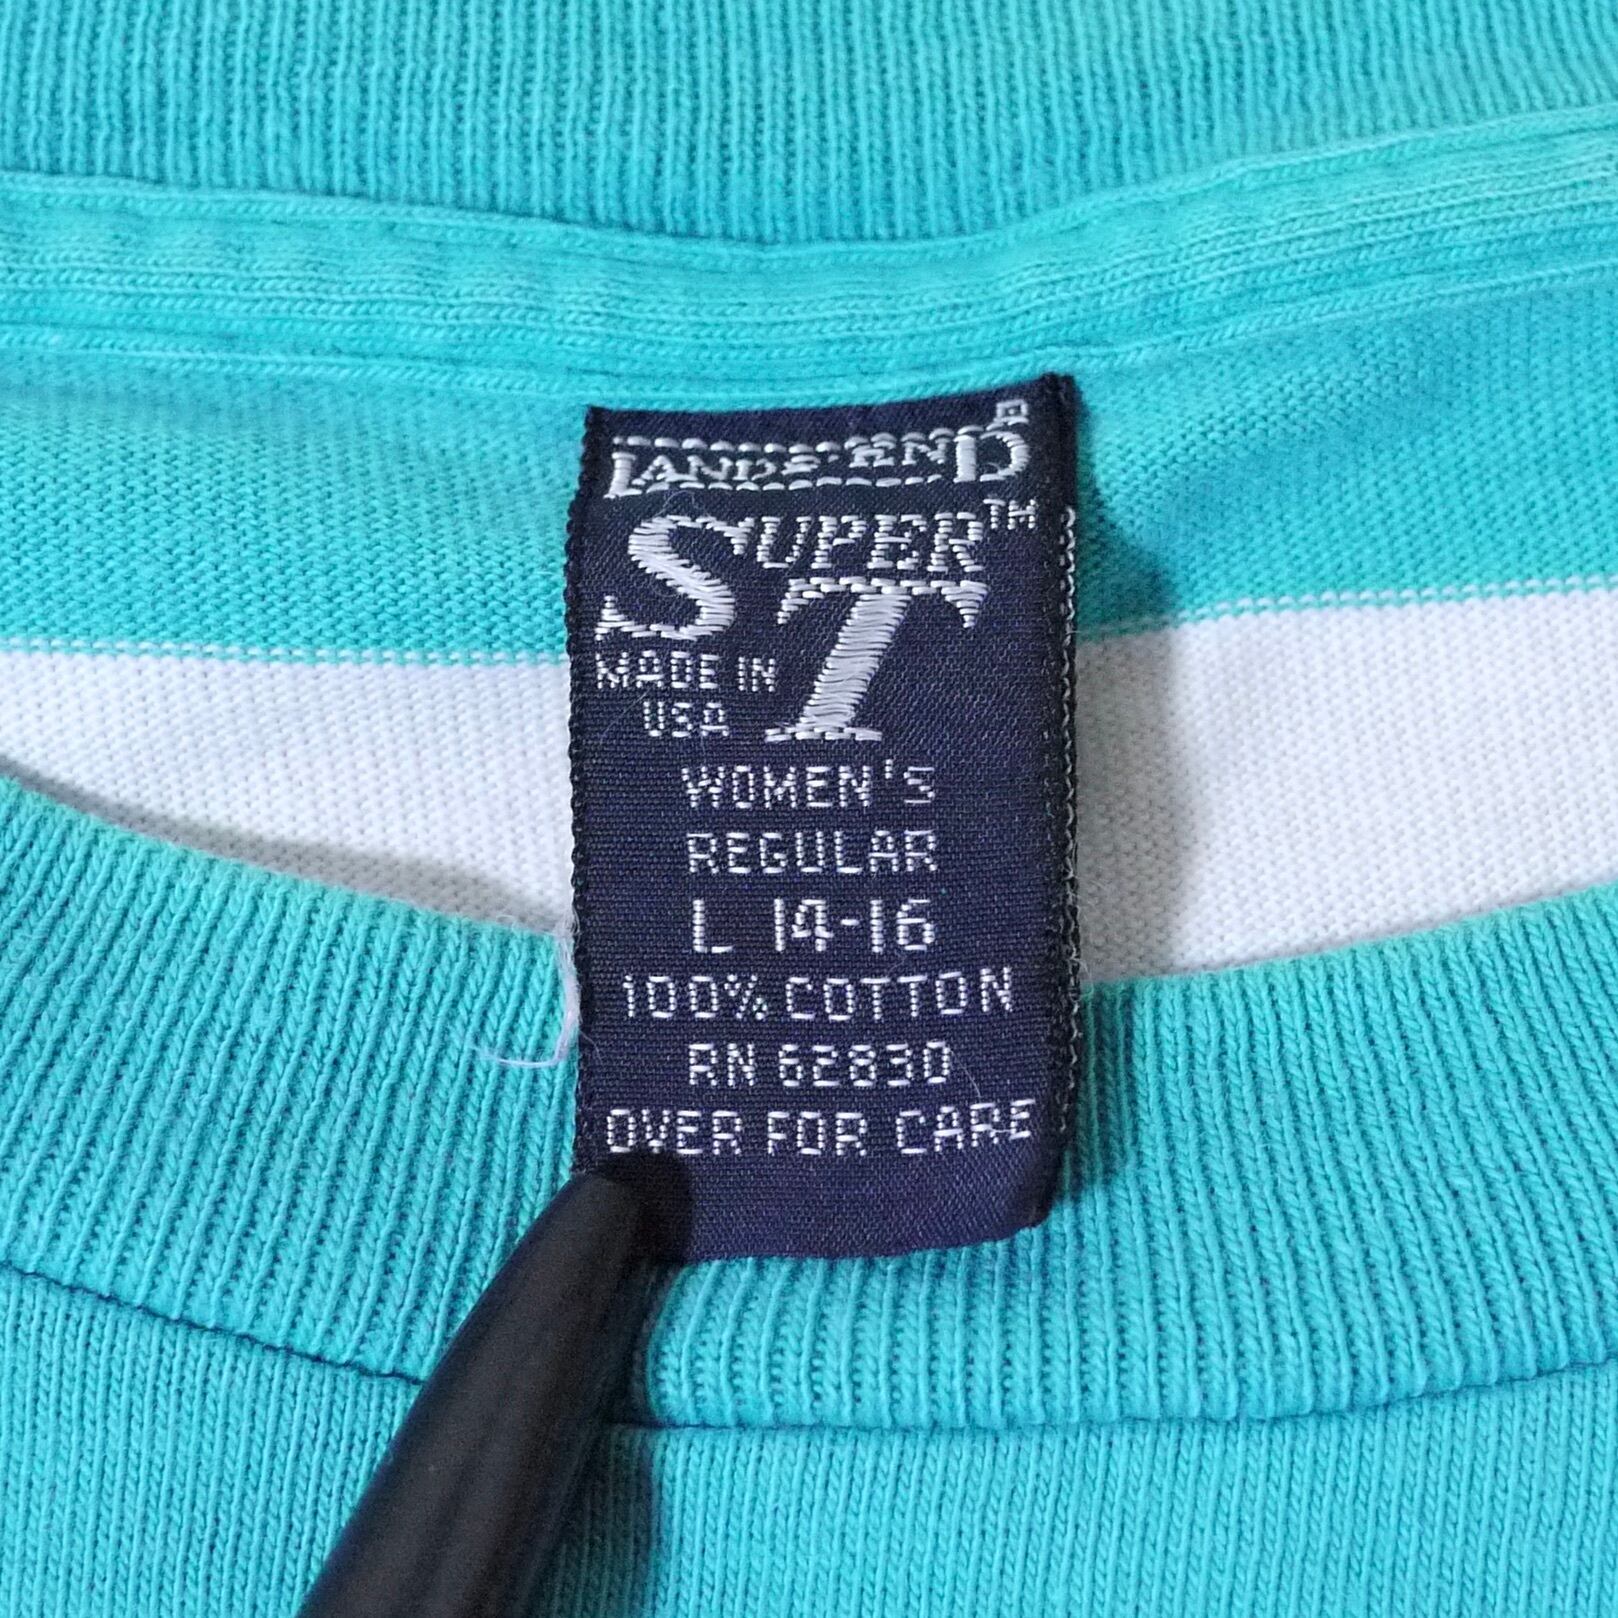 LANDS' END®
SUPER™
T
MADE IN
USA
WOMEN'S
REGULAR
L 14-16
100% COTTON
RN 62830
OVER FOR CARE